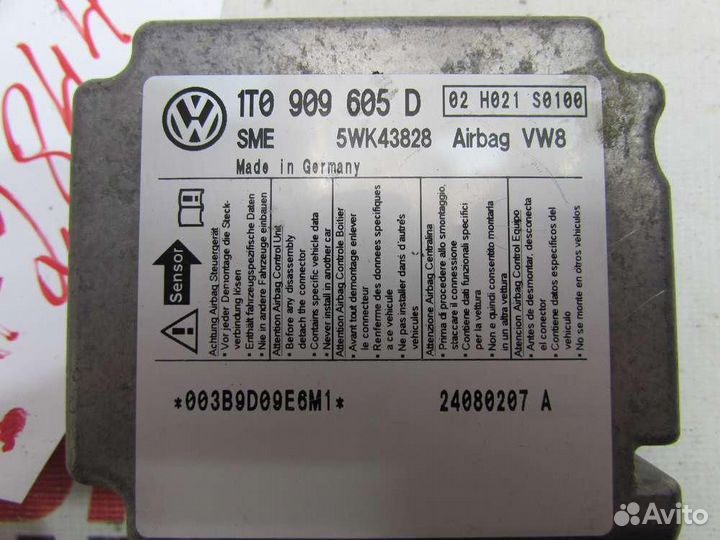 1T0 909 605 D
02 H021 S0100
SME 5WK43828 Airbag VW8
Made in Germany
Sensor
Achtung Airbag Steuergerät
• Vor jeder Demontage die Steck-
verbindung lösen
• Enthält fahrzeugspezifische Daten
• Nie in andere Fahrzeuge einbauen
Attention Airbag Control Unit
• Before any disassembly
detach the connector
• Contains specific vehicle data
• Never install in another car
Attention Airbag Controle Boitier
• Avant tout demontage enlever
le connecteur
• Renferme des donnees specifiques
a ce vehicule
• Ne pas installer dans d'autrés
vehicules
Attenzione Airbag Centralina
• Prima di procedere allo smontaggio,
staccare il connessione
• Contiene dati funzionali specifici
per la vettura
• Non e quindi consentito montarla
in un altra vettura
Atencion Airbag Control Equipo
• Antes de desmontar, desconecta
el conector
• Contiene datos especificos del
vehiculo
• No se monte en otros vehiculos
*003B9D09E6M1* 24080207 A
Avito